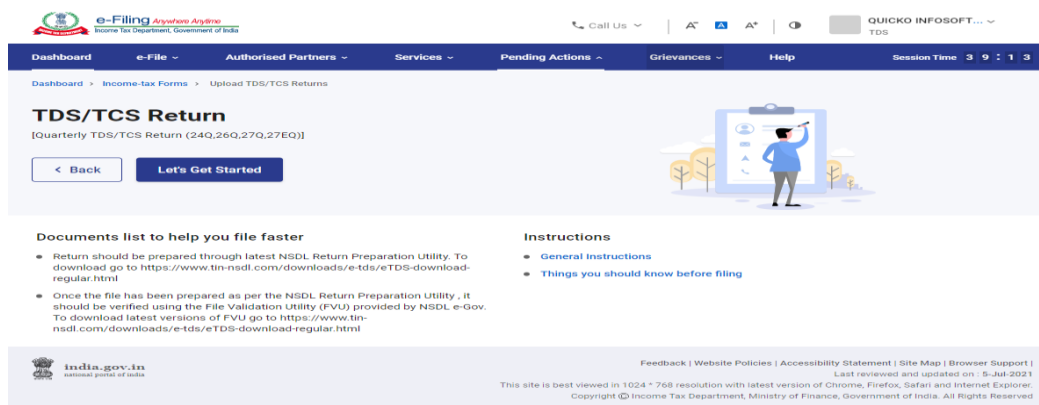 e-Filing Anywhere Anytime
Income Tax Department, Government of India
Call Us
A-
A
A+
QUICKO INFOSOFT...
TDS
Dashboard e-File Authorised Partners Services Pending Actions Grievances Help Session Time 3 9 : 1 3
Dashboard > Income-tax Forms > Upload TDS/TCS Returns
TDS/TCS Return
[Quarterly TDS/TCS Return (24Q,26Q,27Q,27EQ)]
< Back
Let's Get Started
Documents list to help you file faster
Return should be prepared through latest NSDL Return Preparation Utility. To
download go to https://www.tin-nsdl.com/downloads/e-tds/eTDS-download-
regular.html
Once the file has been prepared as per the NSDL Return Preparation Utility , it
should be verified using the File Validation Utility (FVU) provided by NSDL e-Gov.
To download latest versions of FVU go to https://www.tin-
nsdl.com/downloads/e-tds/eTDS-download-regular.html
Instructions
General Instructions
Things you should know before filing
india.gov.in
national portal of india
Feedback | Website Policies | Accessibility Statement | Site Map | Browser Support |
Last reviewed and updated on : 5-Jul-2021
This site is best viewed in 1024 * 768 resolution with latest version of Chrome, Firefox, Safari and Internet Explorer.
Copyright © Income Tax Department, Ministry of Finance, Government of India. All Rights Reserved